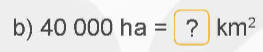 b) 40 000 ha = ? km²